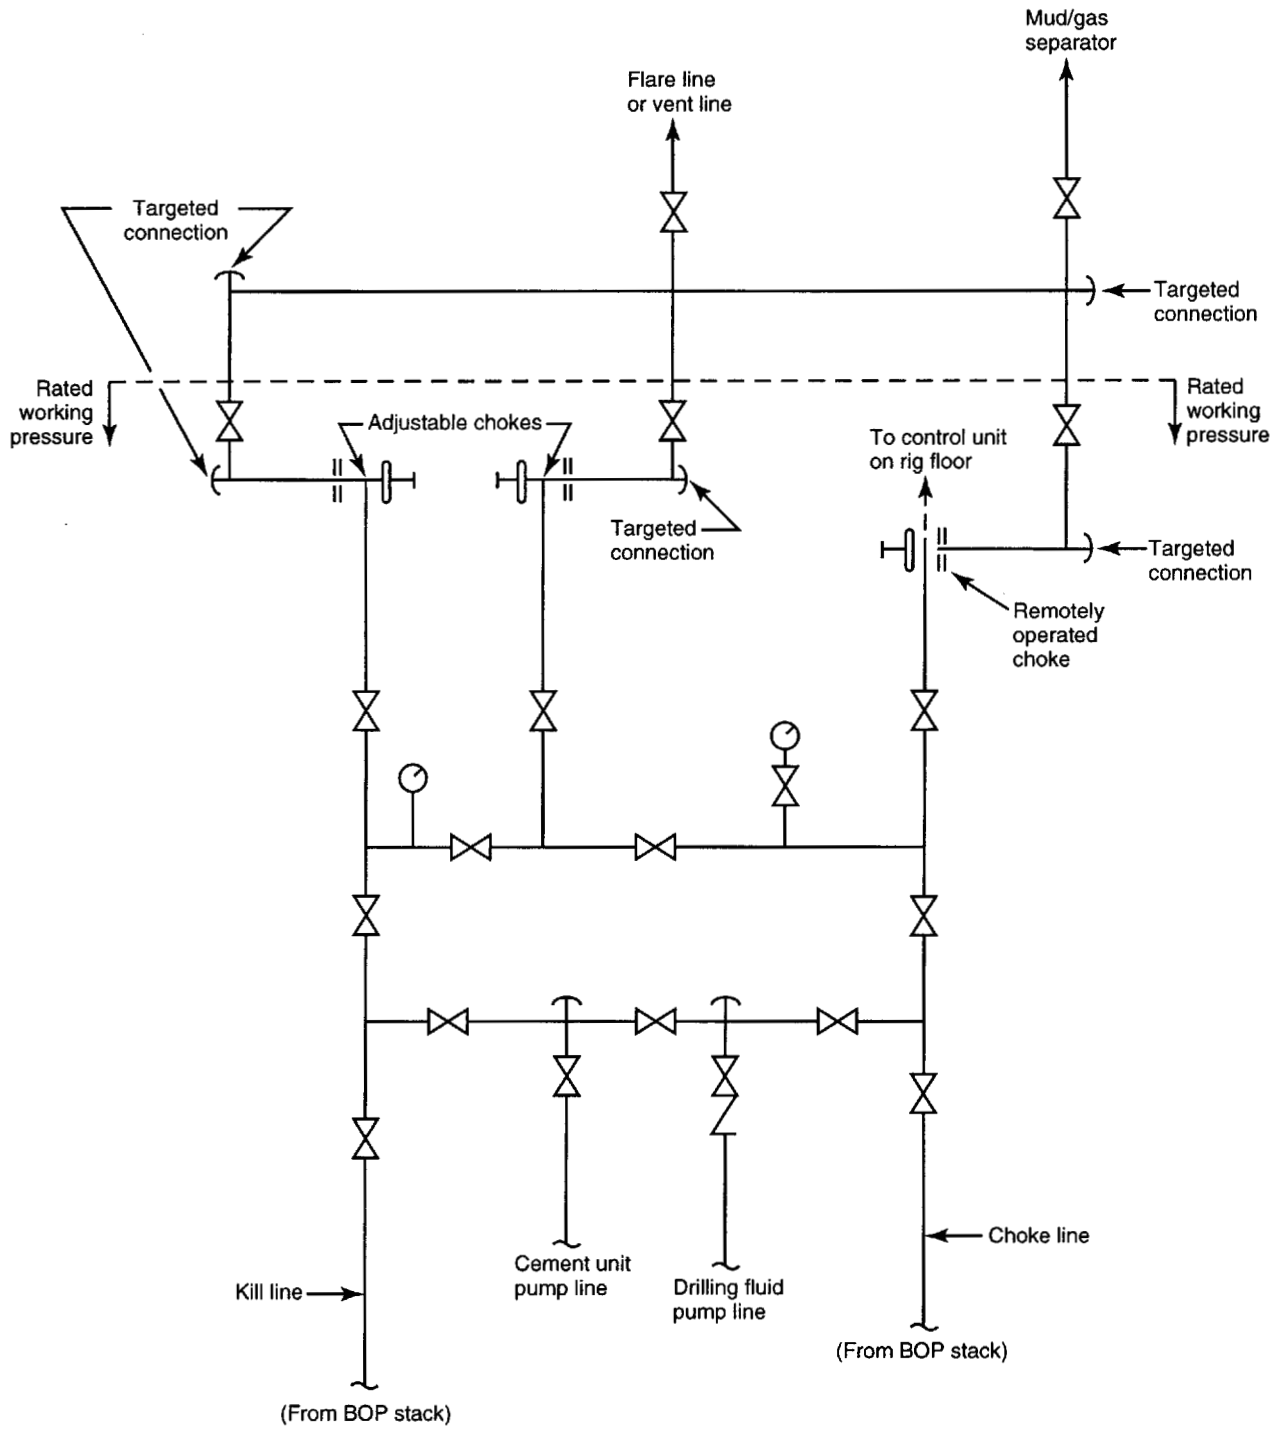 Mud/gas
separator
Flare line
or vent line
Targeted
connection
Targeted
connection
Rated
working
pressure
Adjustable chokes
Rated
working
pressure
To control unit
on rig floor
Targeted
connection
Targeted
connection
Remotely
operated
choke
Choke line
Cement unit
pump line
Drilling fluid
pump line
Kill line
(From BOP stack)
(From BOP stack)